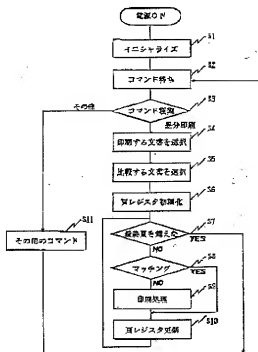 電源ON
S1
イニシャライズ
S2
コマンド待ち
S3
その他
コマンド種別
差分印刷
S4
印刷する文書を選択
S5
比較する文書を選択
S6
頁レジスタ初期化
S7
最終頁を超えた
YES
NO
S11
その他のコマンド
S8
マッチング
YES
NO
S9
印刷処理
S10
頁レジスタ更新